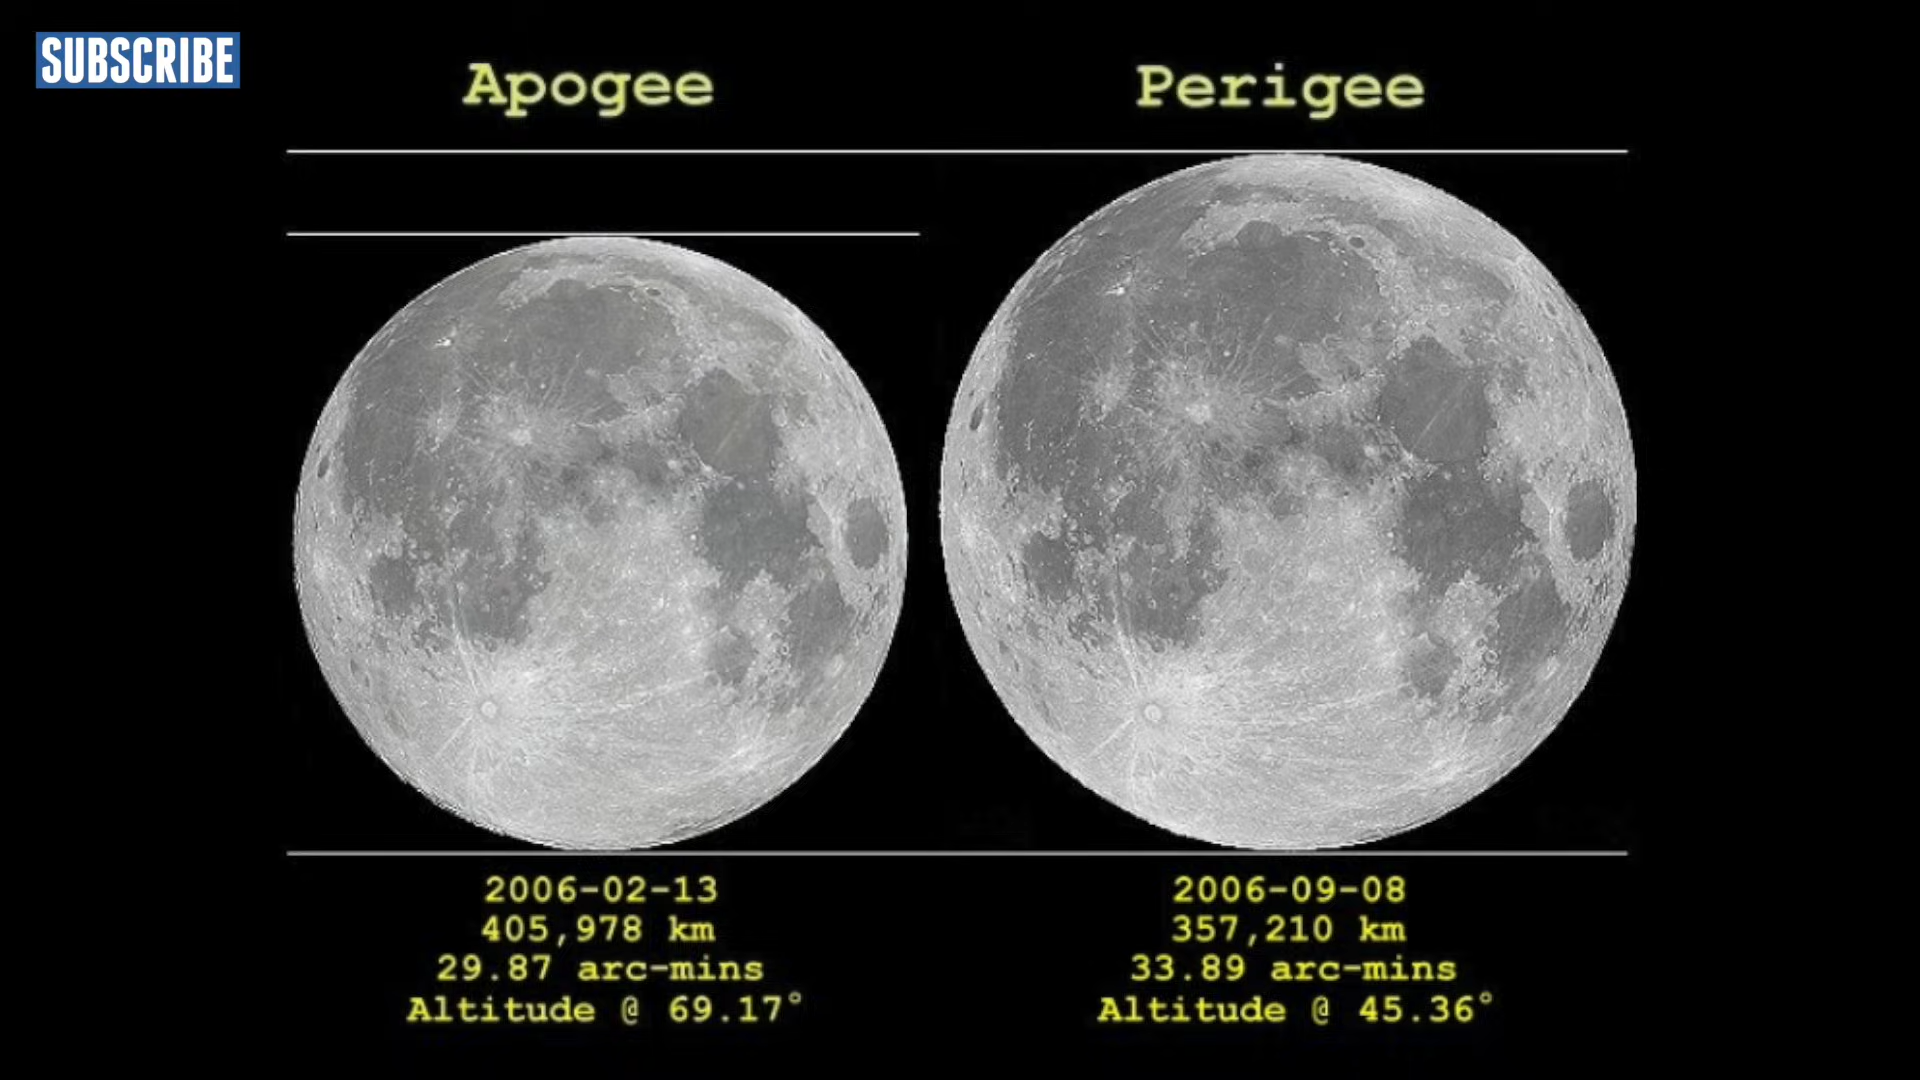 SUBSCRIBE
Apogee
Perigee
2006-02-13
405,978 km
29.87 arc-mins
Altitude @ 69.17°
2006-09-08
357,210 km
33.89 arc-mins
Altitude @ 45.36°